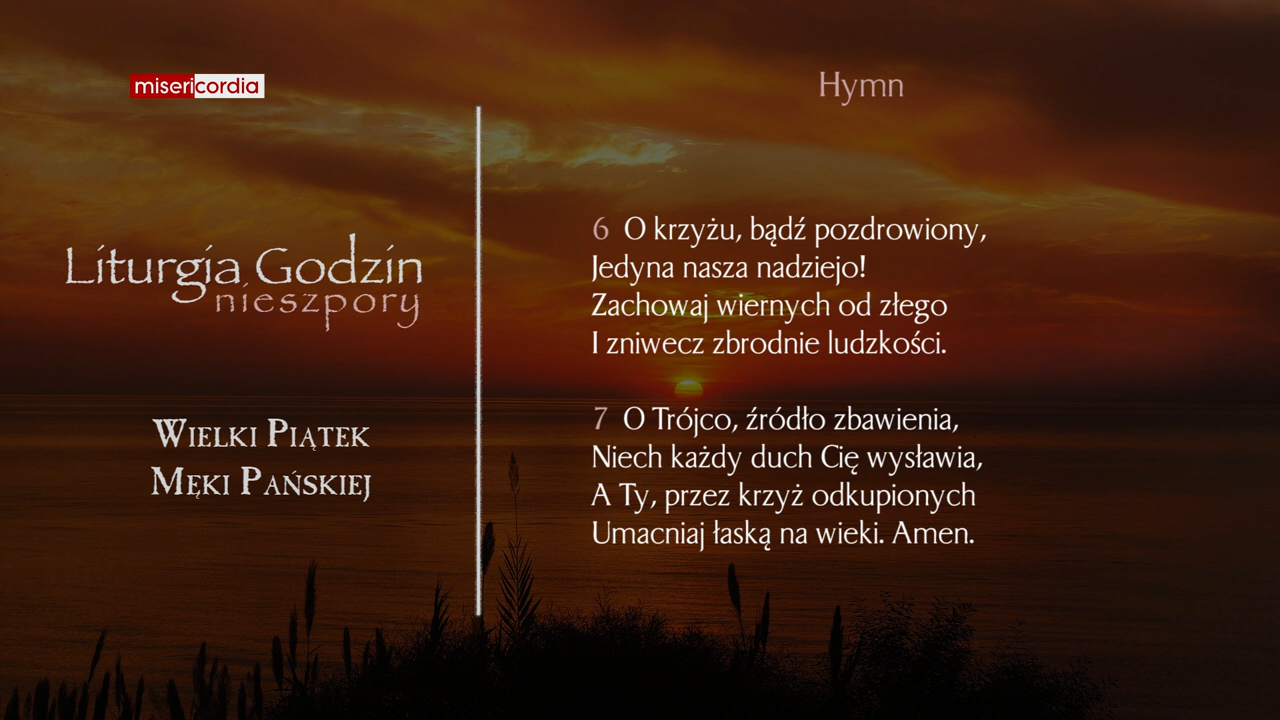 misericordia
Hymn
Liturgia Godzin
nieszpory
Wielki Piątek
Męki Pańskiej
6 O krzyżu, bądź pozdrowiony,
Jedyna nasza nadziejo!
Zachowaj wiernych od złego
I zniwecz zbrodnie ludzkości.
7 O Trójco, źródło zbawienia,
Niech każdy duch Cię wysławia,
A Ty, przez krzyż odkupionych
Umacniaj łaską na wieki. Amen.